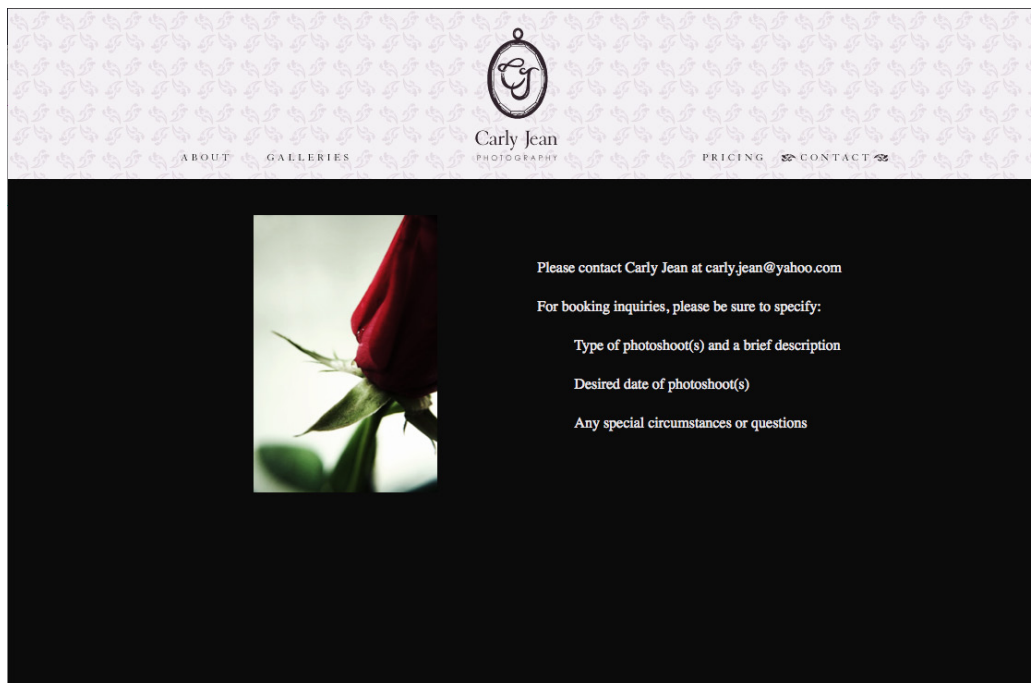 CJ
Carly Jean
PHOTOGRAPHY
ABOUT GALLERIES PRICING CONTACT
Please contact Carly Jean at carly.jean@yahoo.com
For booking inquiries, please be sure to specify:
Type of photoshoot(s) and a brief description
Desired date of photoshoot(s)
Any special circumstances or questions